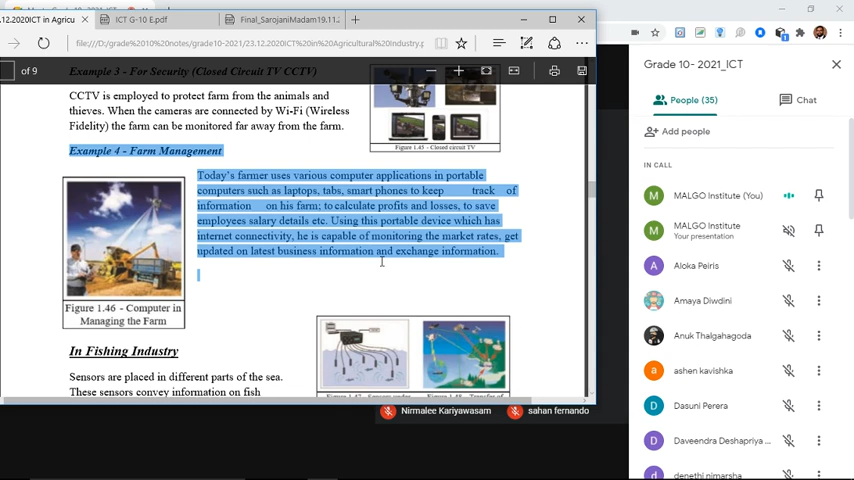 .12.2020ICT in Agricu
ICT G-10 E.pdf
Final_SarojaniMadam19.11.2
file:///D:/grade%2010%20notes/grade10-2021/23.12.2020ICT%20in%20Agricultural%20Industry.p
of 9
Example 3 - For Security (Closed Circuit TV CCTV)
CCTV is employed to protect farm from the animals and
thieves. When the cameras are connected by Wi-Fi (Wireless
Fidelity) the farm can be monitored far away from the farm.
Figure 1.45 - Closed circuit TV
Example 4 - Farm Management
Today's farmer uses various computer applications in portable
computers such as laptops, tabs, smart phones to keep track of
information on his farm; to calculate profits and losses, to save
employees salary details etc. Using this portable device which has
internet connectivity, he is capable of monitoring the market rates, get
updated on latest business information and exchange information.
Figure 1.46 - Computer in
Managing the Farm
In Fishing Industry
Sensors are placed in different parts of the sea.
These sensors convey information on fish
Nirmalee Kariyawasam
sahan fernando
Grade 10- 2021_ICT
People (35)
Chat
Add people
IN CALL
M
MALGO Institute (You)
M
MALGO Institute
Your presentation
A
Aloka Peiris
Amaya Diwdini
Anuk Thalgahagoda
a
ashen kavishka
D
Dasuni Perera
D
Daveendra Deshapriya ...
d
denethi nimarsha